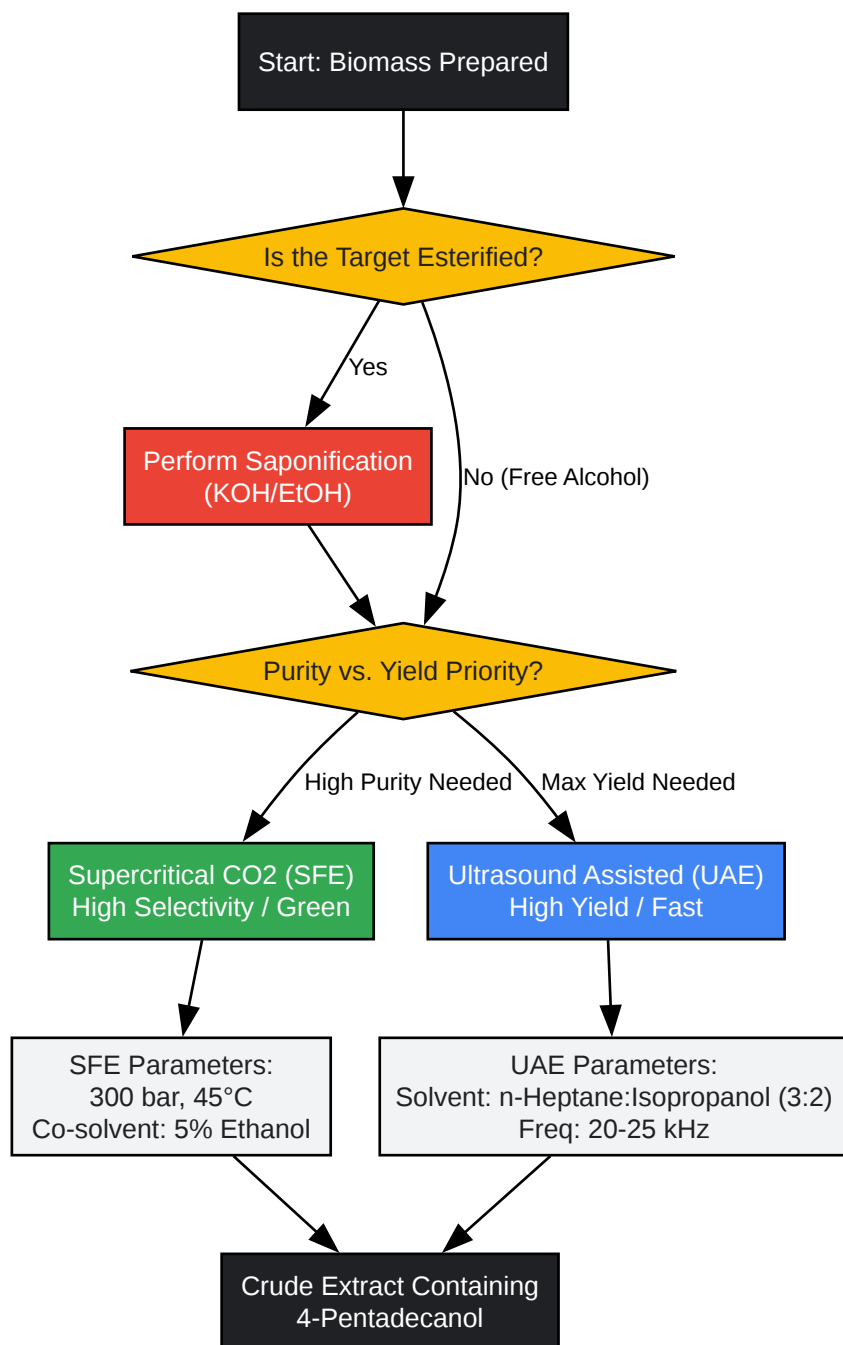 Start: Biomass Prepared
Is the Target Esterified?
Yes
Perform Saponification
(KOH/EtOH)
No (Free Alcohol)
Purity vs. Yield Priority?
High Purity Needed
Max Yield Needed
Supercritical CO2 (SFE)
High Selectivity / Green
Ultrasound Assisted (UAE)
High Yield / Fast
SFE Parameters:
300 bar, 45°C
Co-solvent: 5% Ethanol
UAE Parameters:
Solvent: n-Heptane:Isopropanol (3:2)
Freq: 20-25 kHz
Crude Extract Containing
4-Pentadecanol